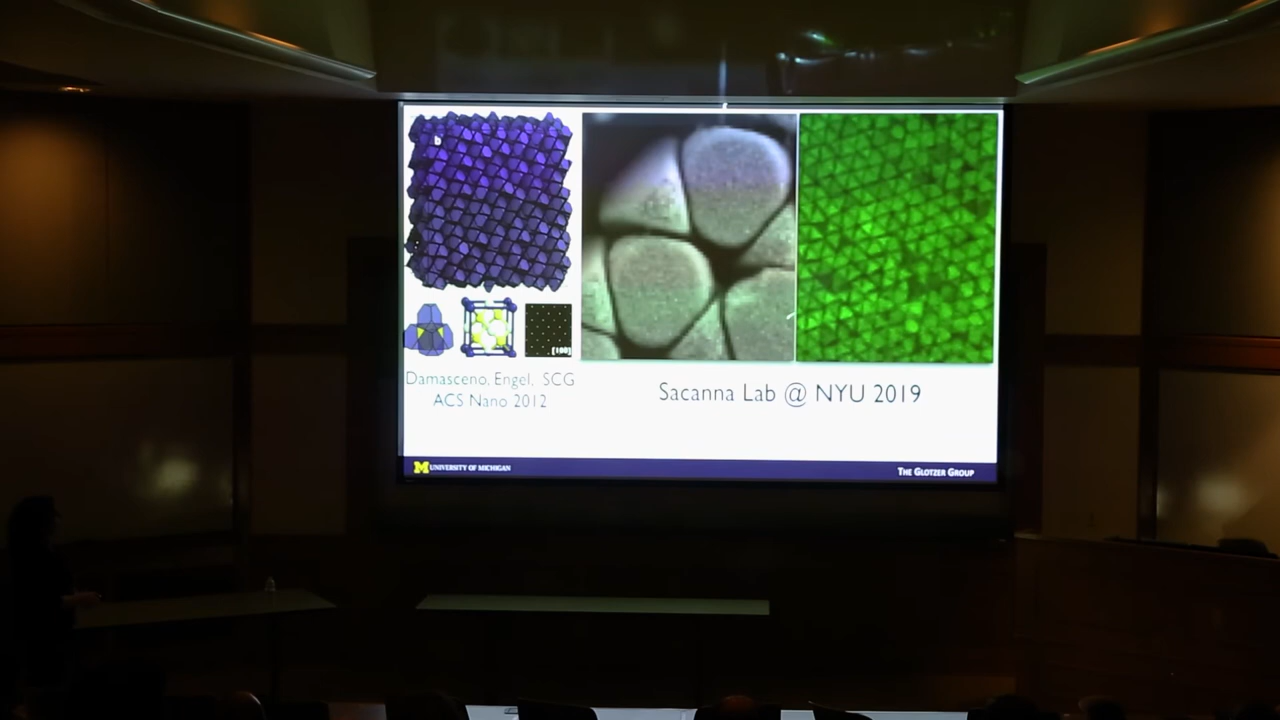 b
[100]
Damasceno, Engel, SCG
ACS Nano 2012
Sacanna Lab @ NYU 2019
M UNIVERSITY OF MICHIGAN
THE GLOTZER GROUP